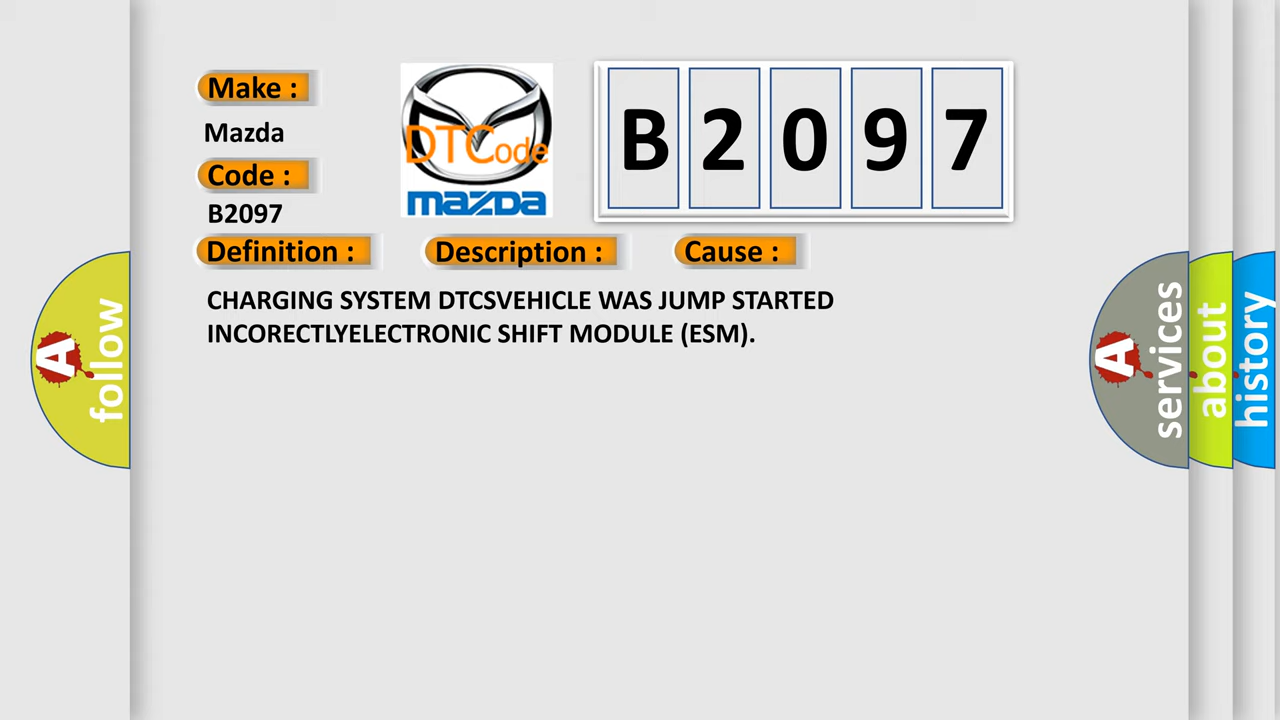 Make :
Mazda
Code :
B2097
DTCode
mazda
B 2 0 9 7
Definition :
Description :
Cause :
CHARGING SYSTEM DTCSVEHICLE WAS JUMP STARTED
INCORECTLYELECTRONIC SHIFT MODULE (ESM).
A follow
A services
about
history